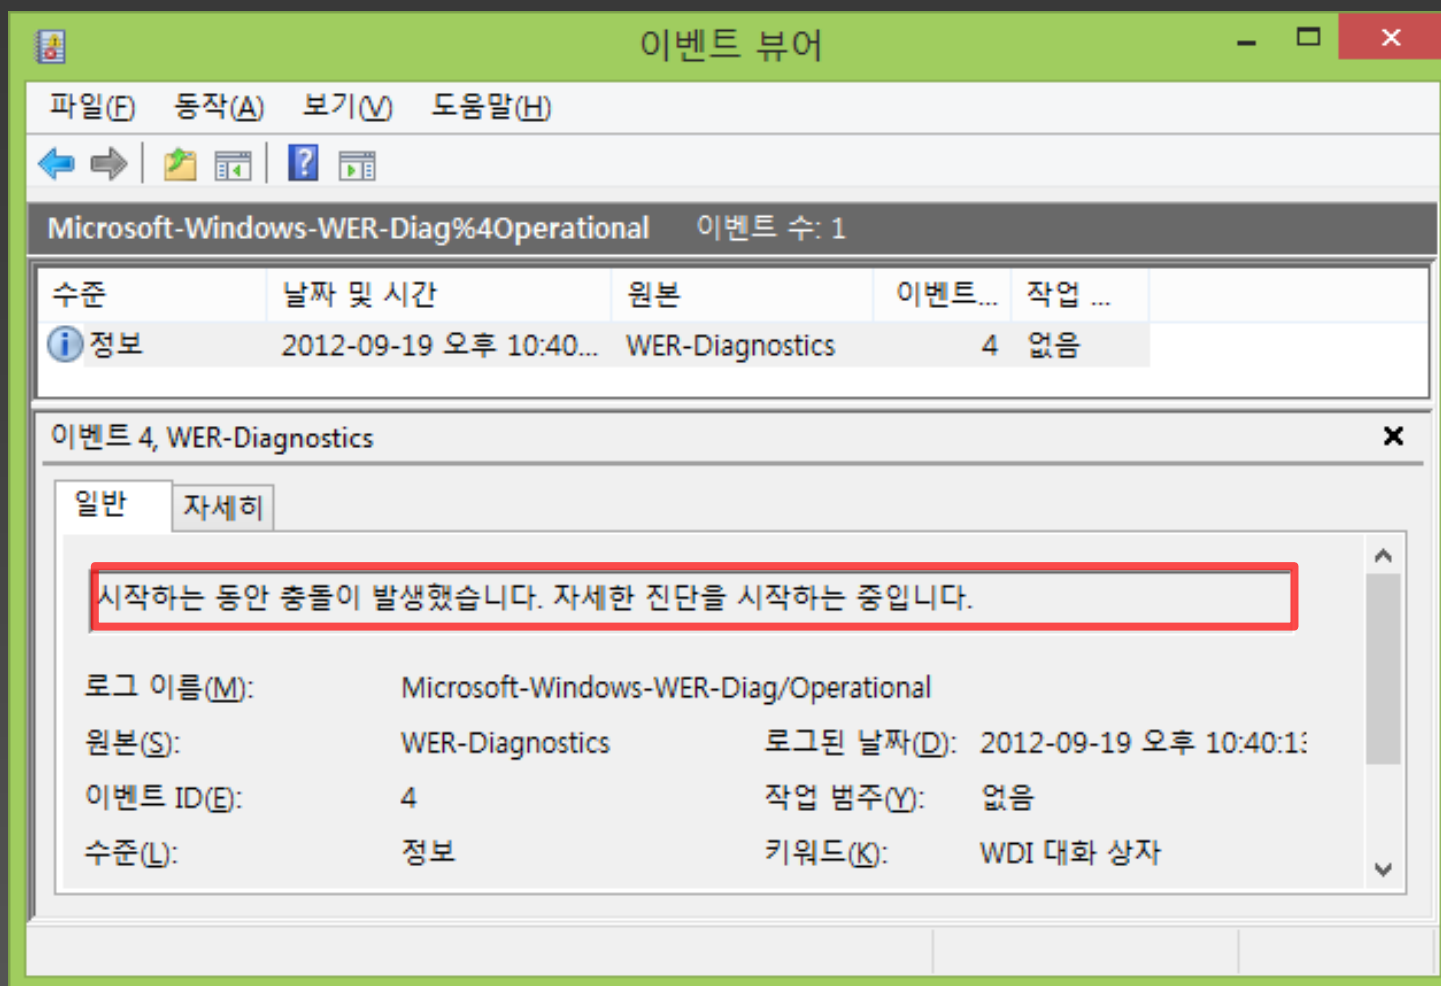 이벤트 뷰어
파일(F) 동작(A) 보기(V) 도움말(H)
Microsoft-Windows-WER-Diag%4Operational 이벤트 수: 1
수준 날짜 및 시간 원본 이벤트... 작업 ...
정보 2012-09-19 오후 10:40... WER-Diagnostics 4 없음
이벤트 4, WER-Diagnostics
일반 자세히
시작하는 동안 충돌이 발생했습니다. 자세한 진단을 시작하는 중입니다.
로그 이름(M): Microsoft-Windows-WER-Diag/Operational
원본(S): WER-Diagnostics 로그된 날짜(D): 2012-09-19 오후 10:40:13
이벤트 ID(E): 4 작업 범주(Y): 없음
수준(L): 정보 키워드(K): WDI 대화 상자